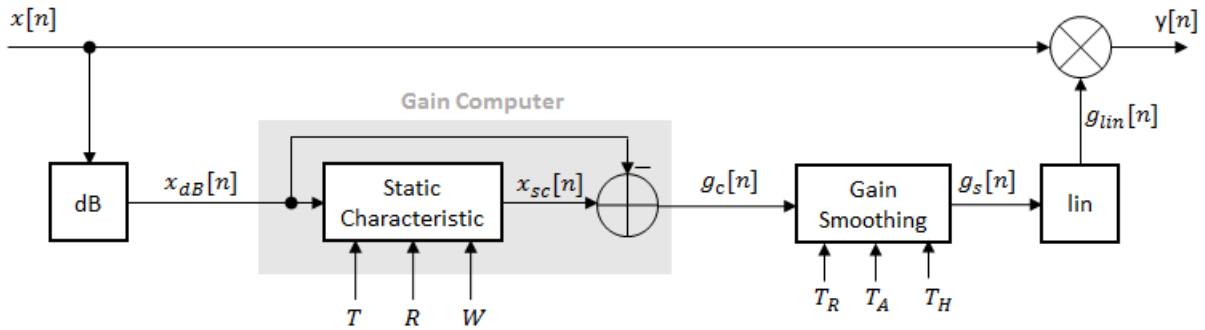 x[n]
y[n]
Gain Computer
g_lin[n]
dB
x_dB[n]
Static
Characteristic
x_sc[n]
−
g_c[n]
Gain
Smoothing
g_s[n]
lin
T
R
W
T_R
T_A
T_H